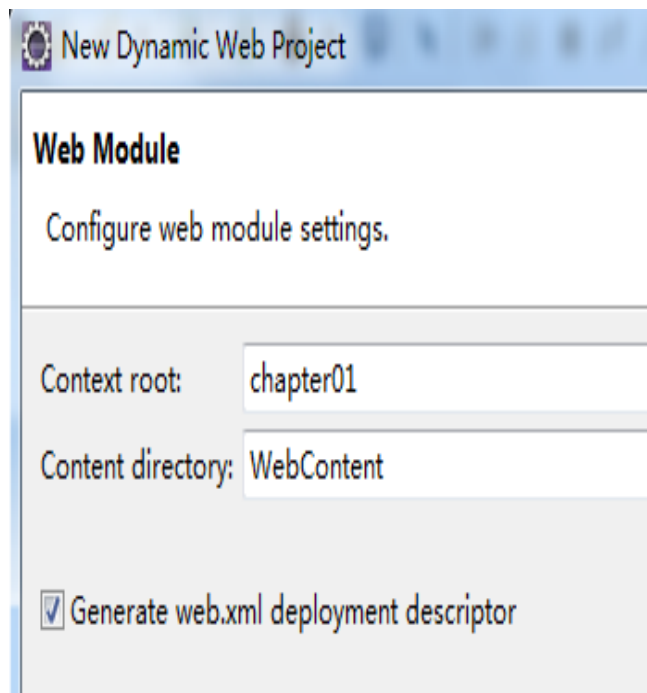 New Dynamic Web Project
Web Module
Configure web module settings.
Context root: chapter01
Content directory: WebContent
Generate web.xml deployment descriptor